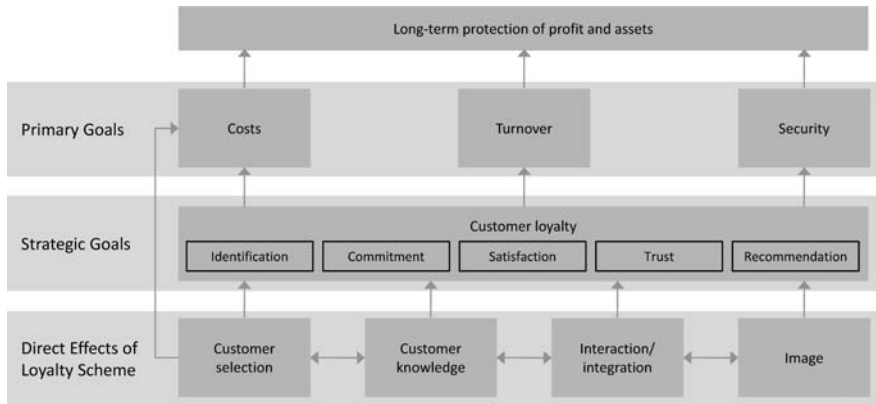 Long-term protection of profit and assets
Primary Goals
Costs
Turnover
Security
Strategic Goals
Customer loyalty
Identification
Commitment
Satisfaction
Trust
Recommendation
Direct Effects of
Loyalty Scheme
Customer
selection
Customer
knowledge
Interaction/
integration
Image